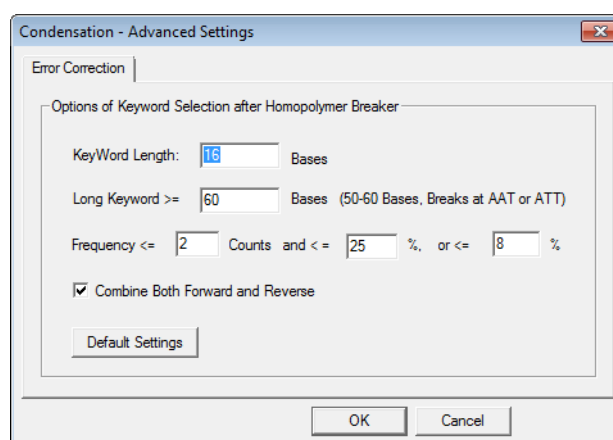 Condensation - Advanced Settings
Error Correction
Options of Keyword Selection after Homopolymer Breaker
KeyWord Length: 16 Bases
Long Keyword >= 60 Bases (50-60 Bases, Breaks at AAT or ATT)
Frequency <= 2 Counts and < = 25 %, or <= 8 %
Combine Both Forward and Reverse
Default Settings
OK Cancel